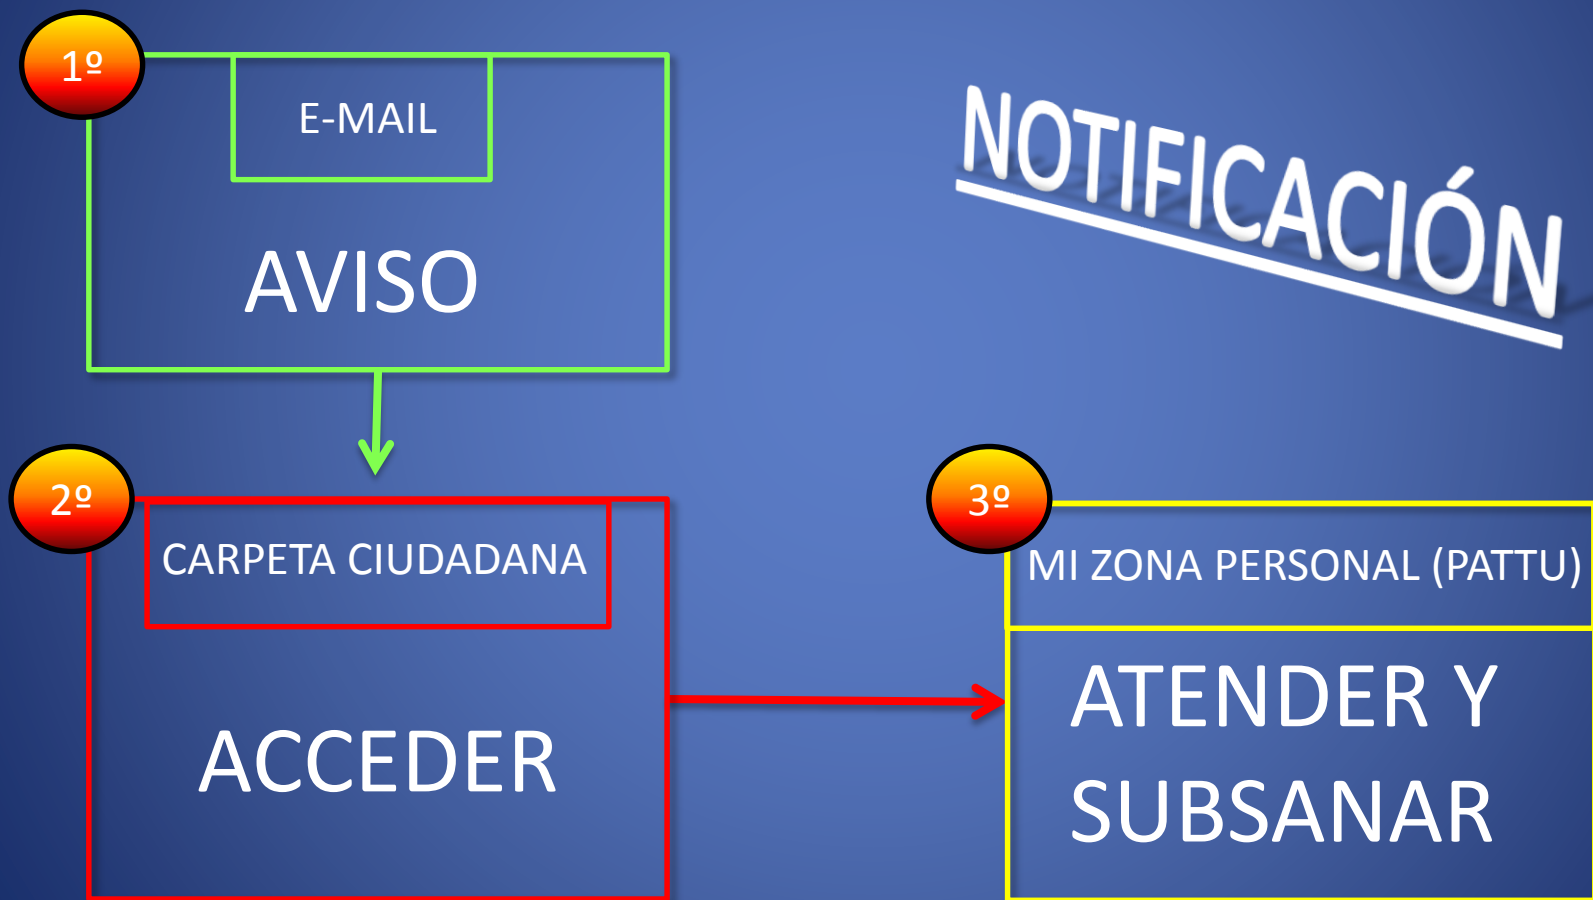 1º
E-MAIL
AVISO
NOTIFICACIÓN
2º
CARPETA CIUDADANA
ACCEDER
3º
MI ZONA PERSONAL (PATTU)
ATENDER Y
SUBSANAR